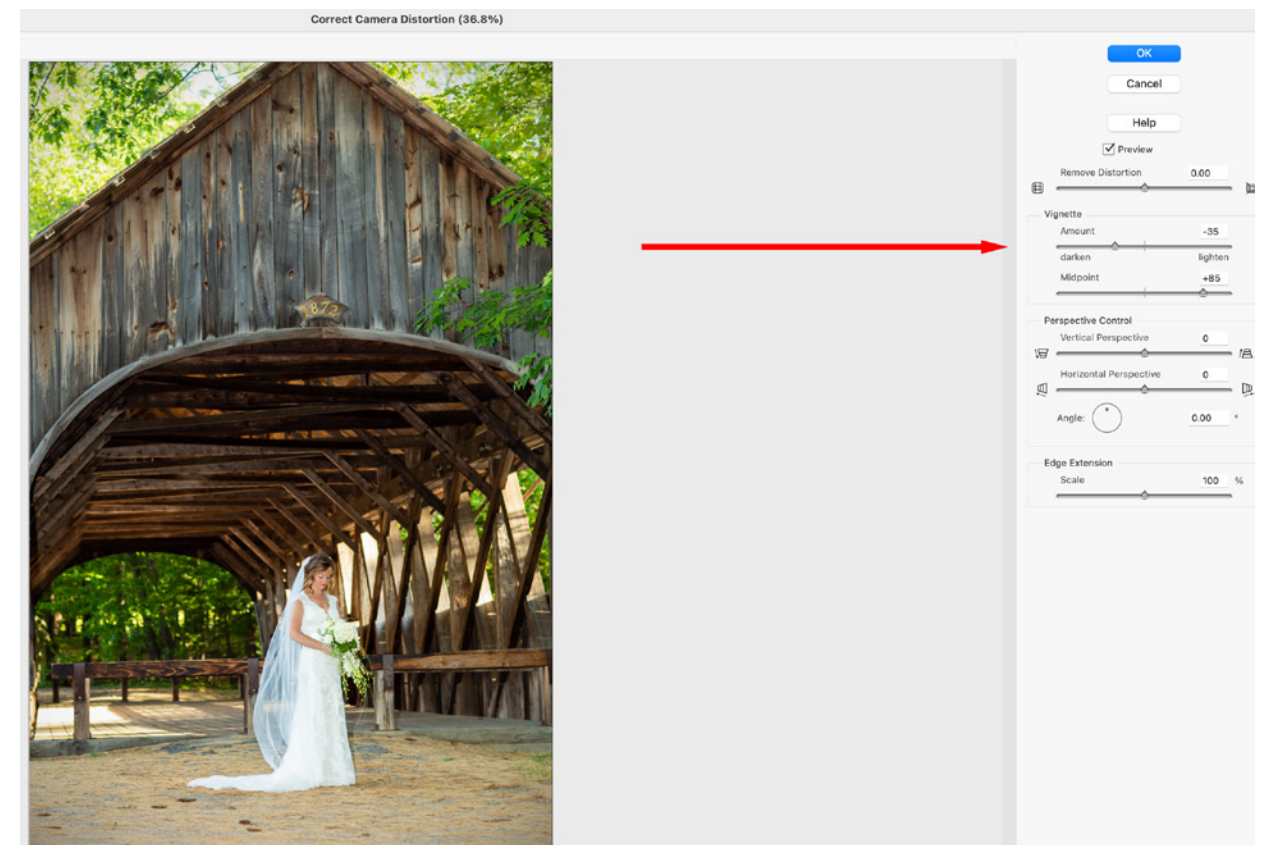 Correct Camera Distortion (36.8%)
OK
Cancel
Help
Preview
Remove Distortion 0.00
Vignette
Amount -35
darken lighten
Midpoint +85
Perspective Control
Vertical Perspective 0
Horizontal Perspective 0
Angle: 0.00 °
Edge Extension
Scale 100 %
1872